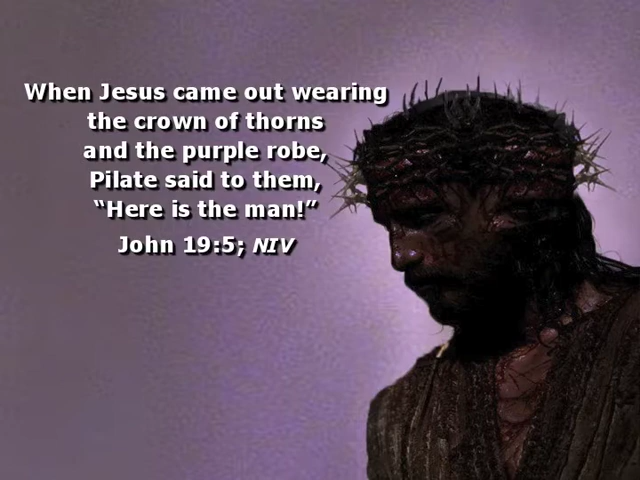 When Jesus came out wearing
the crown of thorns
and the purple robe,
Pilate said to them,
“Here is the man!”
John 19:5; NIV